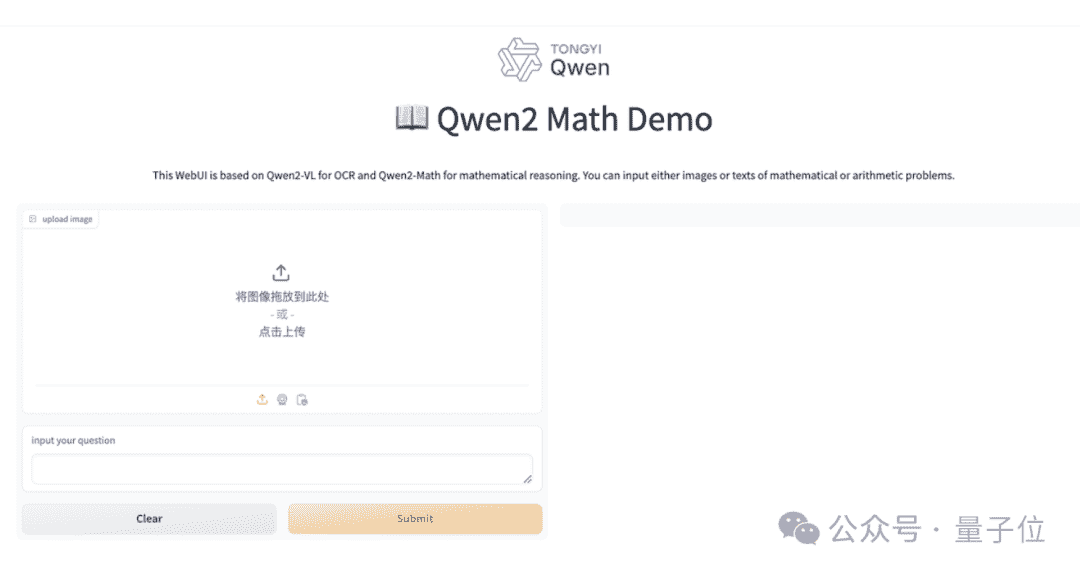 TONGYI
Qwen
📖 Qwen2 Math Demo
This WebUI is based on Qwen2-VL for OCR and Qwen2-Math for mathematical reasoning. You can input either images or texts of mathematical or arithmetic problems.
upload image
将图像拖放到此处
- 或 -
点击上传
input your question
Clear
Submit
公众号 · 量子位